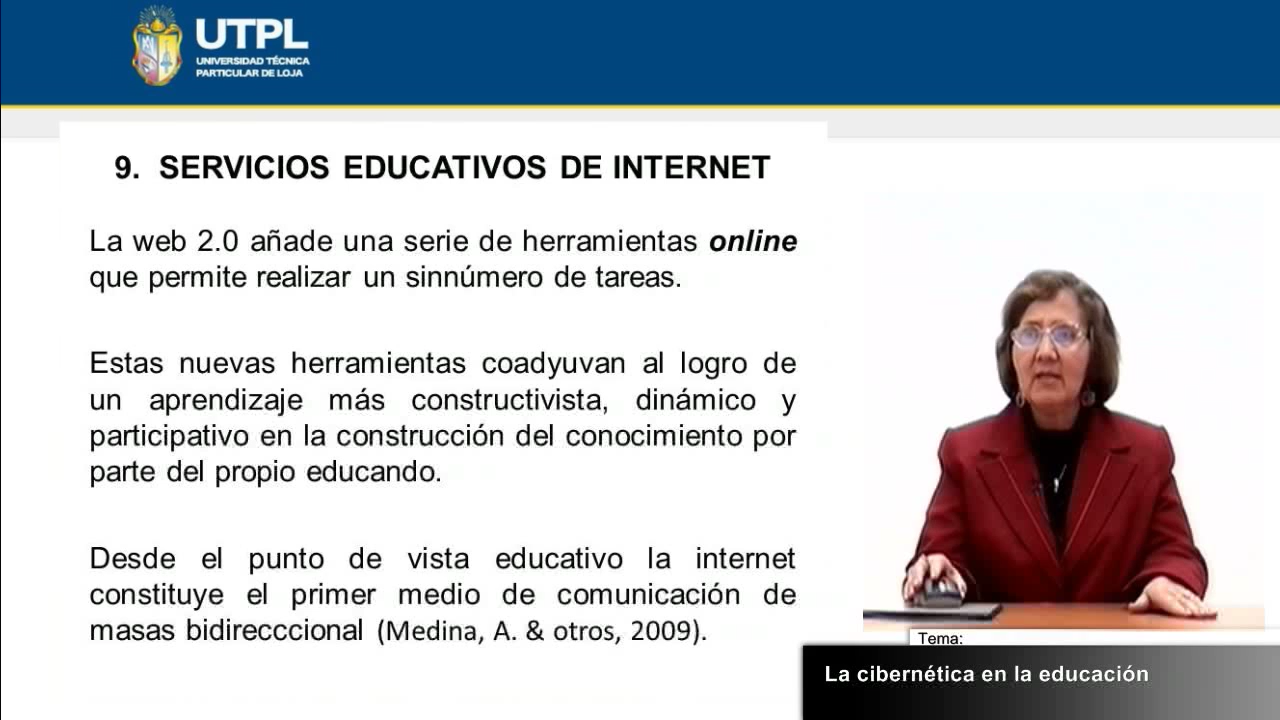 UTPL
UNIVERSIDAD TÉCNICA
PARTICULAR DE LOJA
9. SERVICIOS EDUCATIVOS DE INTERNET
La web 2.0 añade una serie de herramientas online
que permite realizar un sinnúmero de tareas.
Estas nuevas herramientas coadyuvan al logro de
un aprendizaje más constructivista, dinámico y
participativo en la construcción del conocimiento por
parte del propio educando.
Desde el punto de vista educativo la internet
constituye el primer medio de comunicación de
masas bidirecccional (Medina, A. & otros, 2009).
Tema:
La cibernética en la educación